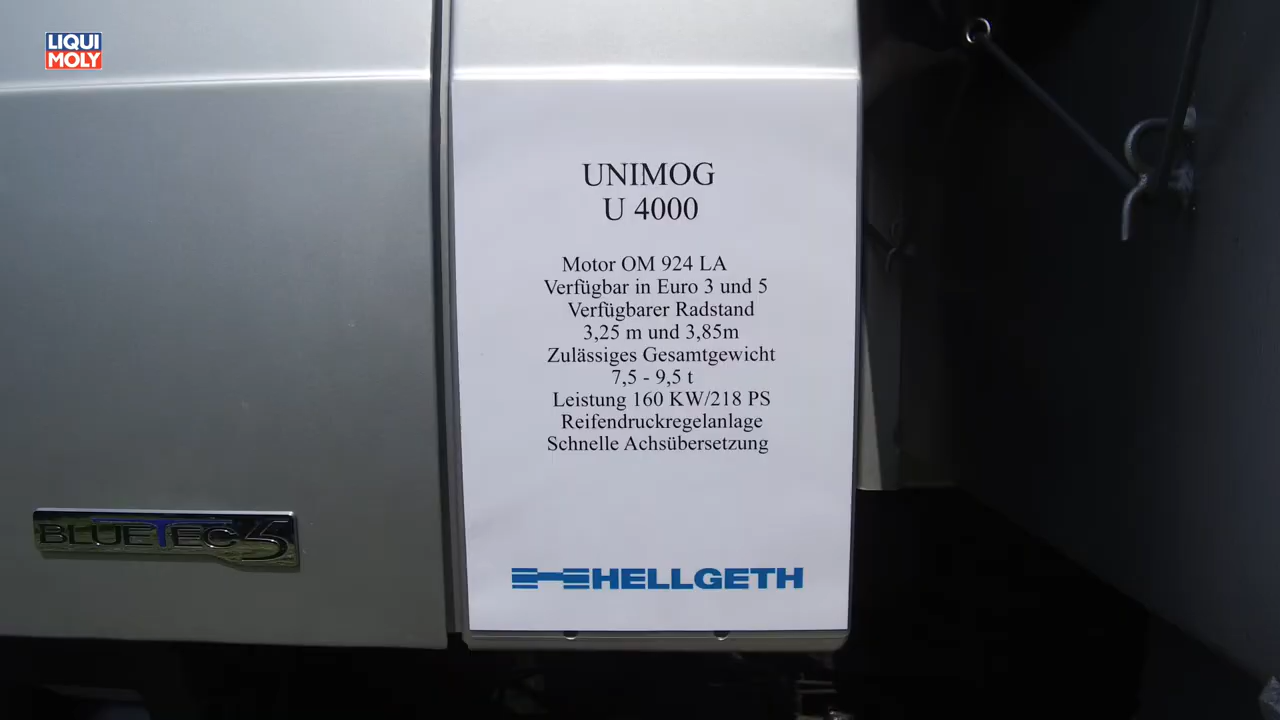 LIQUI
MOLY
UNIMOG
U 4000
Motor OM 924 LA
Verfügbar in Euro 3 und 5
Verfügbarer Radstand
3,25 m und 3,85m
Zulässiges Gesamtgewicht
7,5 - 9,5 t
Leistung 160 KW/218 PS
Reifendruckregelanlage
Schnelle Achsübersetzung
BLUETEC 5
HELLGETH